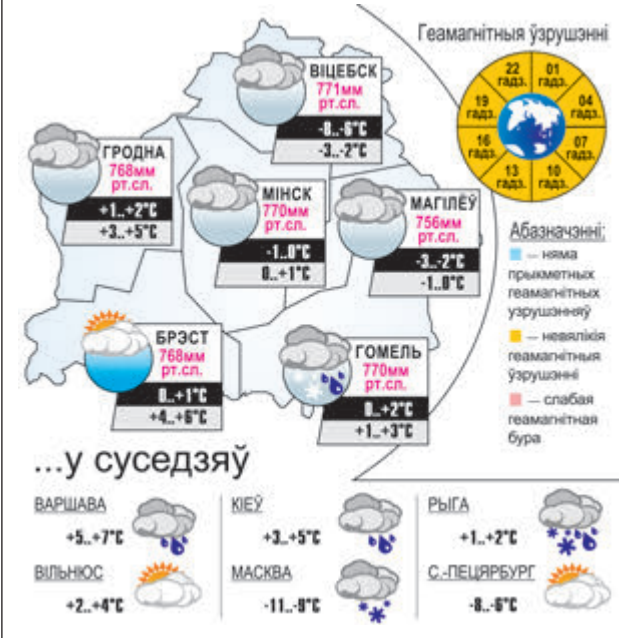 Геамагнітныя ўзрушэнні
22 гадз.
01 гадз.
04 гадз.
07 гадз.
10 гадз.
13 гадз.
16 гадз.
19 гадз.
ВІЦЕБСК
771мм
рт.сл.
-8..-6°C
-3..-2°C
ГРОДНА
768мм
рт.сл.
+1..+2°C
+3..+5°C
МІНСК
770мм
рт.сл.
-1..0°C
0..+1°C
МАГІЛЁЎ
756мм
рт.сл.
-3..-2°C
-1..0°C
БРЭСТ
768мм
рт.сл.
0..+1°C
+4..+6°C
ГОМЕЛЬ
770мм
рт.сл.
0..+2°C
+1..+3°C
Абазначэнні:
— няма
прыкметных
геамагнітных
узрушэнняў
— невялікія
геамагнітныя
ўзрушэнні
— слабая
геамагнітная
бура
...у суседзяў
ВАРШАВА
+5..+7°C
КІЕЎ
+3..+5°C
РЫГА
+1..+2°C
ВІЛЬНЮС
+2..+4°C
МАСКВА
-11..-9°C
С.-ПЕЦЯРБУРГ
-8..-6°C